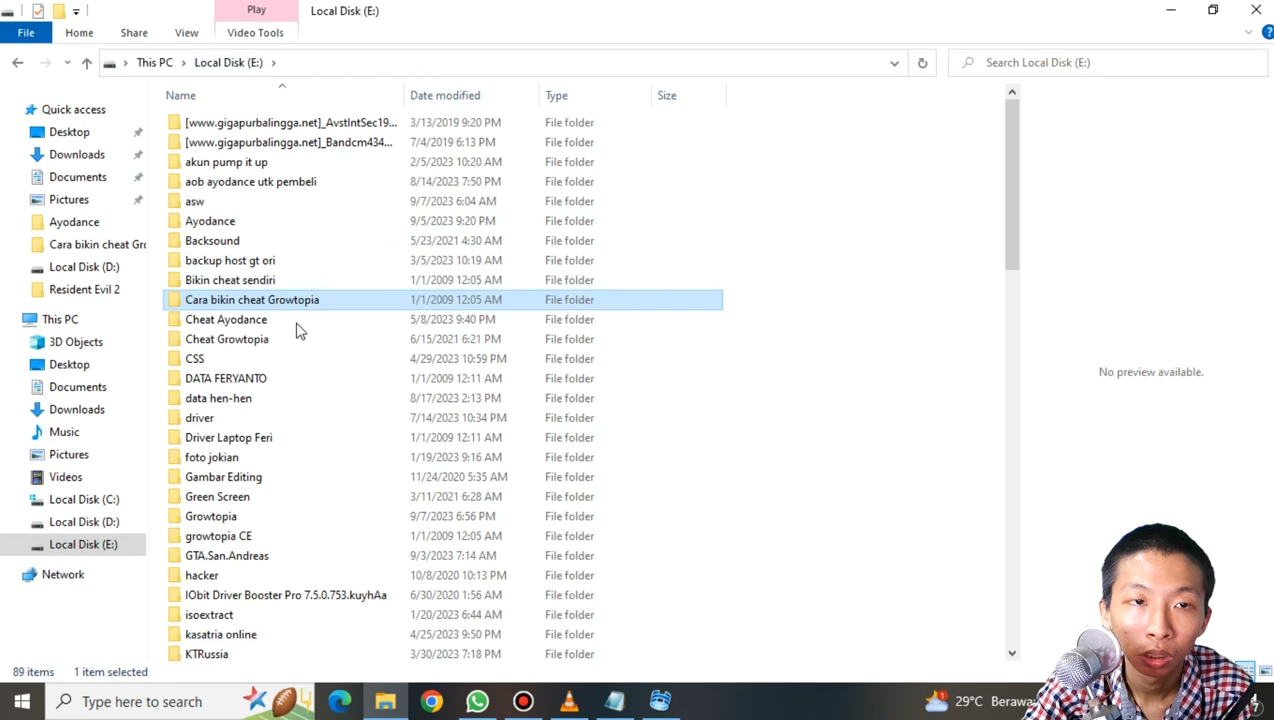 Play
Local Disk (E:)
File
Home
Share
View
Video Tools
This PC
Local Disk (E:)
Search Local Disk (E:)
Name
Date modified
Type
Size
Quick access
Desktop
Downloads
Documents
Pictures
Ayodance
Cara bikin cheat Gro
Local Disk (D:)
Resident Evil 2
This PC
3D Objects
Desktop
Documents
Downloads
Music
Pictures
Videos
Local Disk (C:)
Local Disk (D:)
Local Disk (E:)
Network
[www.gigapurbalingga.net]_AvstIntSec19... 3/13/2019 9:20 PM File folder
[www.gigapurbalingga.net]_Bandcm434... 7/4/2019 6:13 PM File folder
akun pump it up 2/5/2023 10:20 AM File folder
aob ayodance utk pembeli 8/14/2023 7:50 PM File folder
asw 9/7/2023 6:04 AM File folder
Ayodance 9/5/2023 9:20 PM File folder
Backsound 5/23/2021 4:30 AM File folder
backup host gt ori 3/5/2023 10:19 AM File folder
Bikin cheat sendiri 1/1/2009 12:05 AM File folder
Cara bikin cheat Growtopia 1/1/2009 12:05 AM File folder
Cheat Ayodance 5/8/2023 9:40 PM File folder
Cheat Growtopia 6/15/2021 6:21 PM File folder
CSS 4/29/2023 10:59 PM File folder
DATA FERYANTO 1/1/2009 12:11 AM File folder
data hen-hen 8/17/2023 2:13 PM File folder
driver 7/14/2023 10:34 PM File folder
Driver Laptop Feri 1/1/2009 12:11 AM File folder
foto jokian 1/19/2023 9:16 AM File folder
Gambar Editing 11/24/2020 5:35 AM File folder
Green Screen 3/11/2021 6:28 AM File folder
Growtopia 9/7/2023 6:56 PM File folder
growtopia CE 1/1/2009 12:05 AM File folder
GTA.San.Andreas 9/3/2023 7:14 AM File folder
hacker 10/8/2020 10:13 PM File folder
IObit Driver Booster Pro 7.5.0.753.kuyhAa 6/30/2020 1:56 AM File folder
isoextract 1/20/2023 6:44 AM File folder
kasatria online 4/25/2023 9:50 PM File folder
KTRussia 3/30/2023 7:18 PM File folder
No preview available.
89 items 1 item selected
Type here to search
29°C Berawa